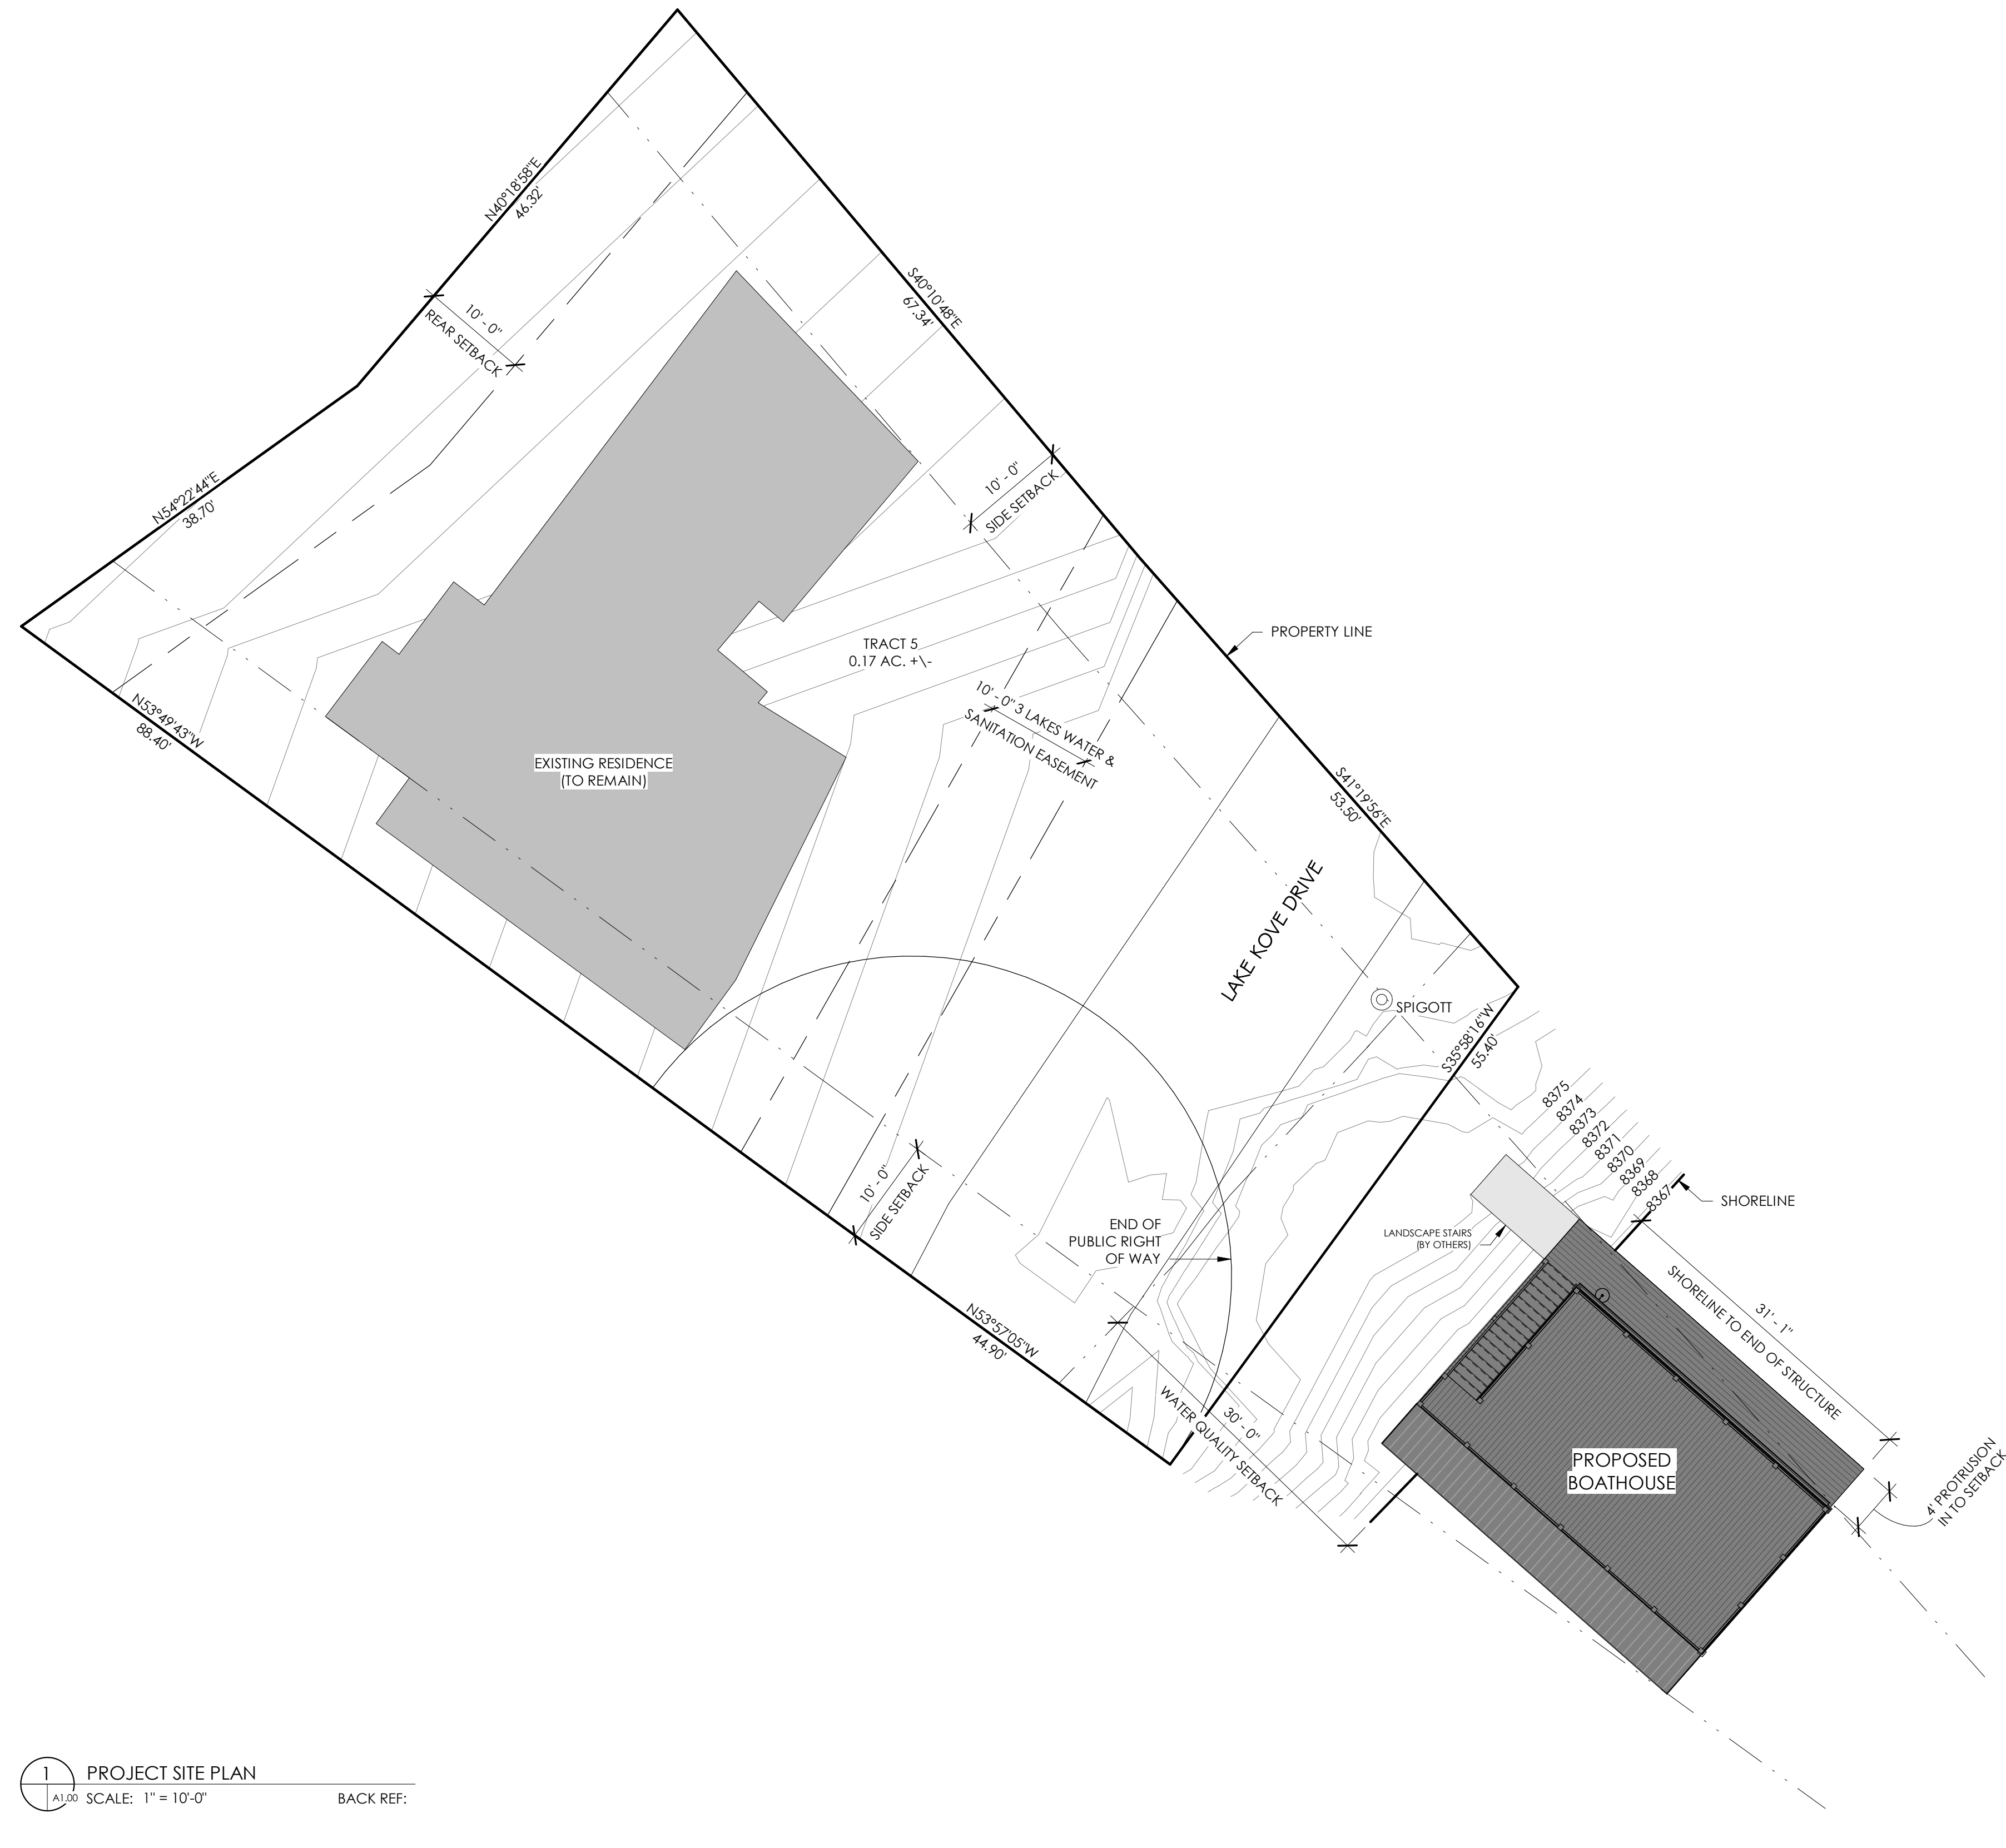 N40°18'58"E
46.32'
10' - 0"
REAR SETBACK
S40°10'48"E
67.34'
N54°22'44"E
38.70'
10' - 0"
SIDE SETBACK
PROPERTY LINE
TRACT 5
0.17 AC. +\-
10' - 0" 3 LAKES WATER &
SANITATION EASEMENT
N53°49'43"W
88.40'
EXISTING RESIDENCE
(TO REMAIN)
S41°19'56"E
53.50'
LAKE KOVE DRIVE
SPIGOTT
S35°58'16"W
55.40'
8375
8374
8373
8372
8371
8370
8369
8368
8367
SHORELINE
10' - 0"
SIDE SETBACK
END OF
PUBLIC RIGHT
OF WAY
LANDSCAPE STAIRS
(BY OTHERS)
31' - 1"
SHORELINE TO END OF STRUCTURE
N53°57'05"W
44.90'
30' - 0"
WATER QUALITY SETBACK
PROPOSED
BOATHOUSE
4' PROTRUSION
IN TO SETBACK
1
PROJECT SITE PLAN
A1.00
SCALE: 1" = 10'-0"
BACK REF: